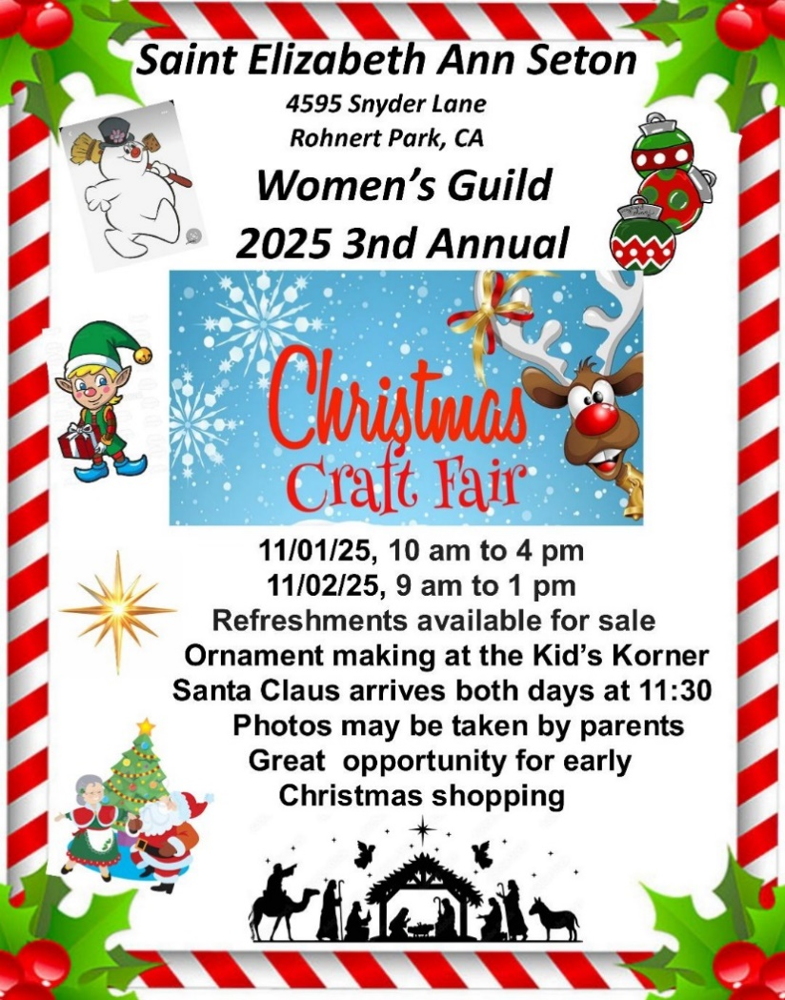 Saint Elizabeth Ann Seton
4595 Snyder Lane
Rohnert Park, CA
Women's Guild
2025 3nd Annual
Christmas
Craft Fair
11/01/25, 10 am to 4 pm
11/02/25, 9 am to 1 pm
Refreshments available for sale
Ornament making at the Kid's Korner
Santa Claus arrives both days at 11:30
Photos may be taken by parents
Great  opportunity for early
Christmas shopping